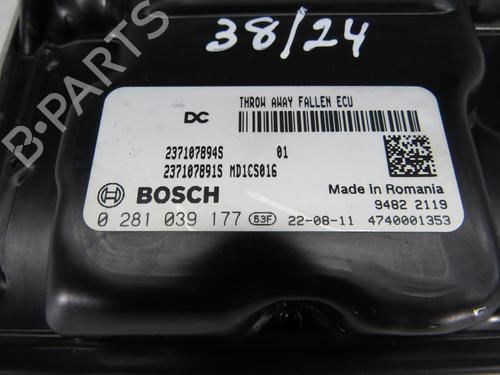 38/24
B-PARTS
DC
THROW AWAY FALLEN ECU
237107894S 01
237107891S MD1CS016
BOSCH
Made in Romania
9482 2119
0 281 039 177 53F 22-08-11 4740001353